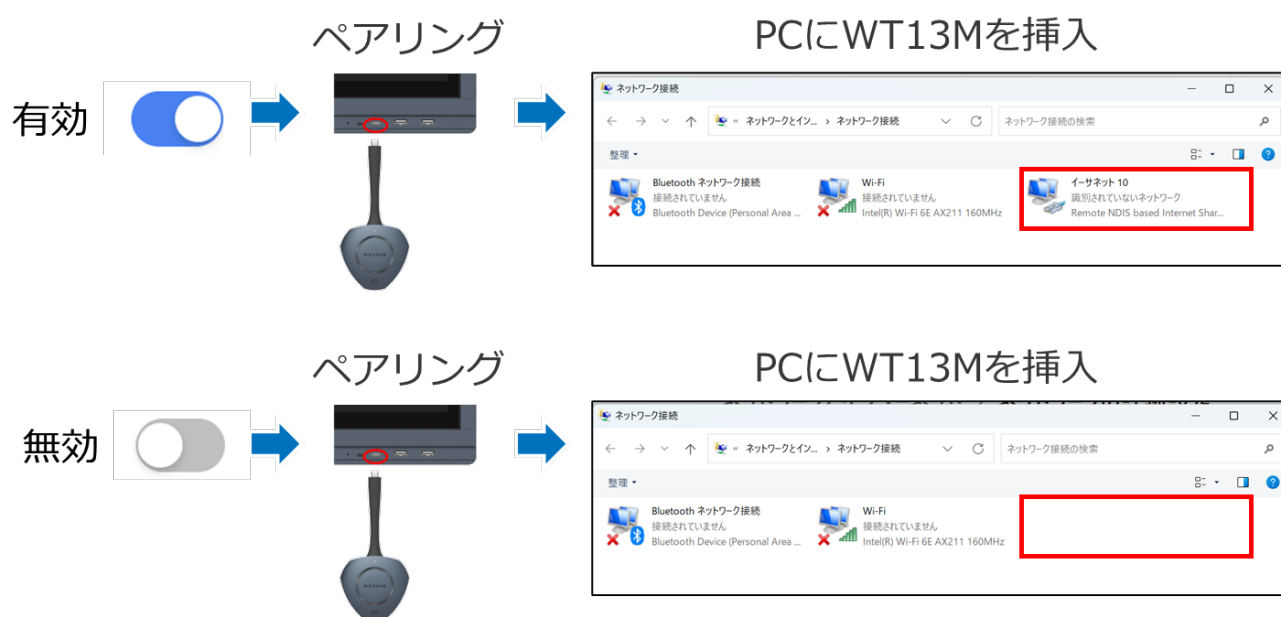 ペアリング
PCにWT13Mを挿入
有効
ネットワーク接続
« ネットワークとイン... › ネットワーク接続
ネットワーク接続の検索
整理
Bluetooth ネットワーク接続
接続されていません
Bluetooth Device (Personal Area ...
Wi-Fi
接続されていません
Intel(R) Wi-Fi 6E AX211 160MHz
イーサネット 10
識別されていないネットワーク
Remote NDIS based Internet Shar...
MAXHUB
ペアリング
PCにWT13Mを挿入
無効
ネットワーク接続
« ネットワークとイン... › ネットワーク接続
ネットワーク接続の検索
整理
Bluetooth ネットワーク接続
接続されていません
Bluetooth Device (Personal Area ...
Wi-Fi
接続されていません
Intel(R) Wi-Fi 6E AX211 160MHz
MAXHUB